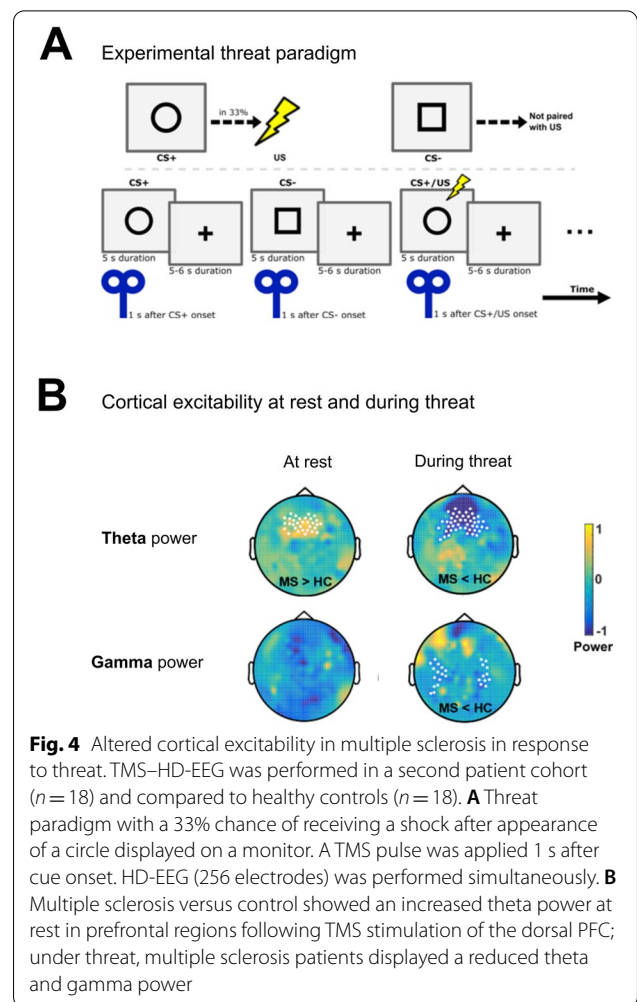 A Experimental threat paradigm
in 33%
Not paired
with US
CS+ US CS-
CS+ CS- CS+/US
5 s duration 5 s duration 5 s duration
5-6 s duration 5-6 s duration 5-6 s duration
...
Time
1 s after CS+ onset 1 s after CS- onset 1 s after CS+/US onset
B Cortical excitability at rest and during threat
At rest During threat
Theta power
MS > HC MS < HC
1
0
-1
Power
Gamma power
MS < HC
Fig. 4 Altered cortical excitability in multiple sclerosis in response
to threat. TMS–HD-EEG was performed in a second patient cohort
(n = 18) and compared to healthy controls (n = 18). A Threat
paradigm with a 33% chance of receiving a shock after appearance
of a circle displayed on a monitor. A TMS pulse was applied 1 s after
cue onset. HD-EEG (256 electrodes) was performed simultaneously. B
Multiple sclerosis versus control showed an increased theta power at
rest in prefrontal regions following TMS stimulation of the dorsal PFC;
under threat, multiple sclerosis patients displayed a reduced theta
and gamma power